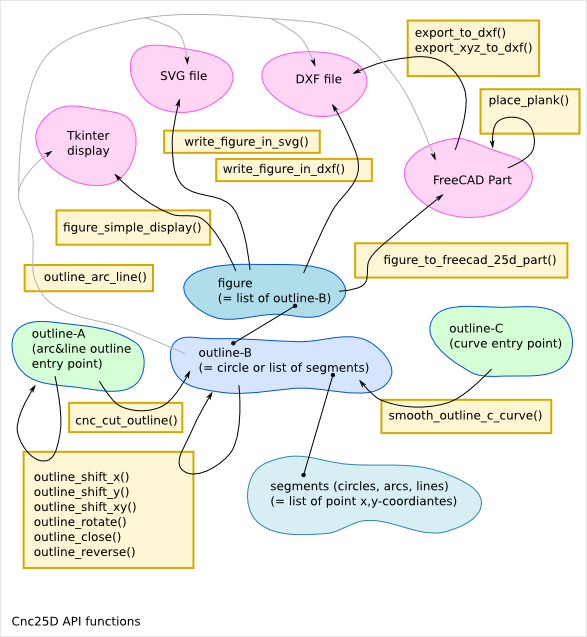 export_to_dxf()
export_xyz_to_dxf()
SVG file
DXF file
place_plank()
Tkinter
display
write_figure_in_svg()
write_figure_in_dxf()
FreeCAD Part
figure_simple_display()
figure_to_freecad_25d_part()
outline_arc_line()
figure
(= list of outline-B)
outline-A
(arc&line outline
entry point)
outline-B
(= circle or list of segments)
outline-C
(curve entry point)
cnc_cut_outline()
smooth_outline_c_curve()
outline_shift_x()
outline_shift_y()
outline_shift_xy()
outline_rotate()
outline_close()
outline_reverse()
segments (circles, arcs, lines)
(= list of point x,y-coordiantes)
Cnc25D API functions